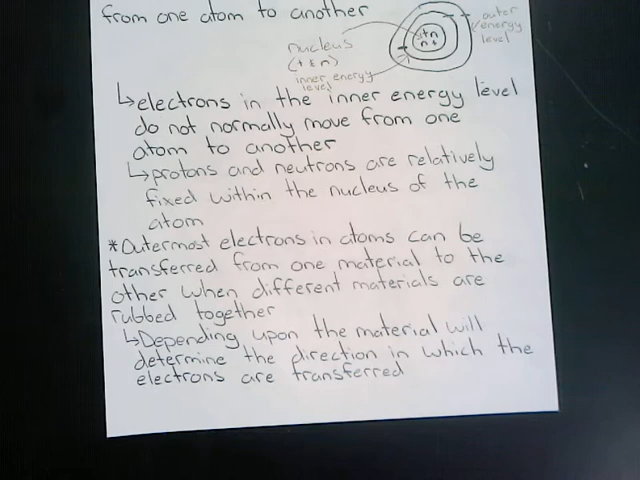 from one atom to another
outer
energy
level
nucleus
(+ & n)
inner energy
level
↳electrons in the inner energy level
do not normally move from one
atom to another
↳protons and neutrons are relatively
fixed within the nucleus of the
atom
*Outermost electrons in atoms can be
transferred from one material to the
other when different materials are
rubbed together
↳Depending upon the material will
determine the direction in which the
electrons are transferred